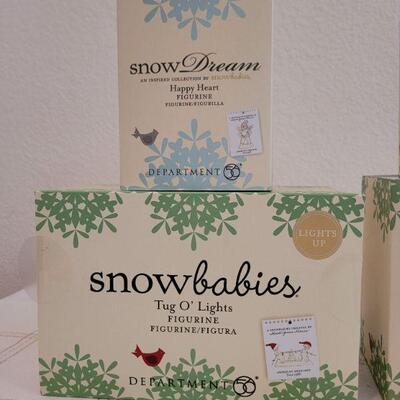 snowDream
AN INSPIRED COLLECTION BY snowbabies.
Happy Heart
FIGURINE
FIGURINE/FIGURILLA
DEPARTMENT 56
LIGHTS
UP
snowbabies®
Tug O' Lights
FIGURINE
FIGURINE/FIGURA
DEPARTMENT 56